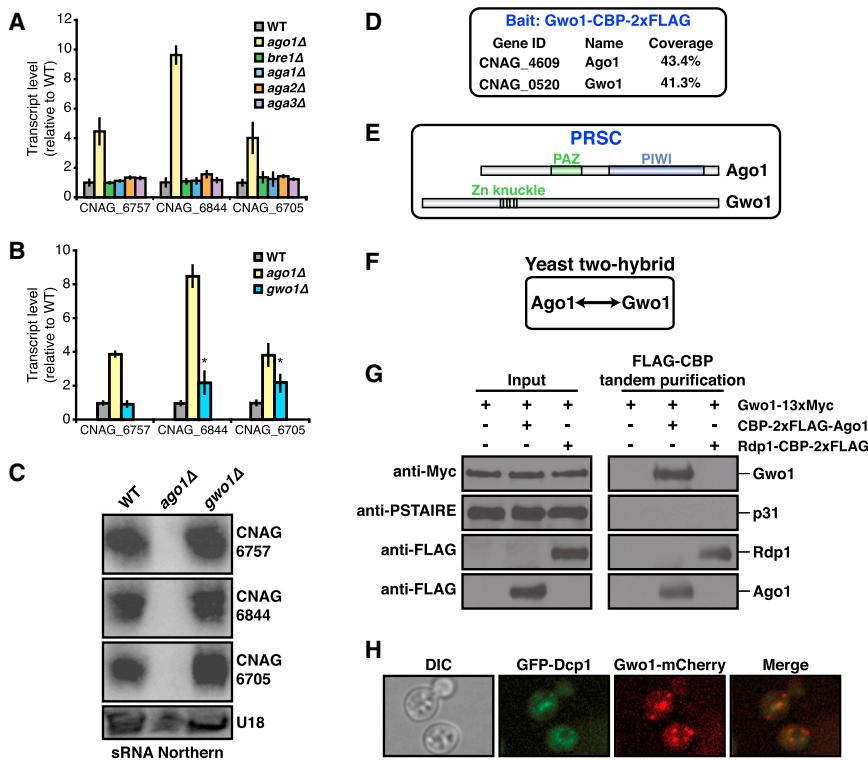 A
Transcript level
(relative to WT)
12
10
8
6
4
2
0
WT
ago1Δ
bre1Δ
aga1Δ
aga2Δ
aga3Δ
CNAG_6757 CNAG_6844 CNAG_6705
B
Transcript level
(relative to WT)
10
8
6
4
2
0
WT
ago1Δ
gwo1Δ
* *
CNAG_6757 CNAG_6844 CNAG_6705
C
WT ago1Δ gwo1Δ
CNAG
6757
CNAG
6844
CNAG
6705
U18
sRNA Northern
D
Bait: Gwo1-CBP-2xFLAG
Gene ID Name Coverage
CNAG_4609 Ago1 43.4%
CNAG_0520 Gwo1 41.3%
E
PRSC
PAZ PIWI
Ago1
Zn knuckle
Gwo1
F
Yeast two-hybrid
Ago1 Gwo1
G
Input
FLAG-CBP
tandem purification
+ + + + + + Gwo1-13xMyc
- + - - + - CBP-2xFLAG-Ago1
- - + - - + Rdp1-CBP-2xFLAG
anti-Myc Gwo1
anti-PSTAIRE p31
anti-FLAG Rdp1
anti-FLAG Ago1
H
DIC GFP-Dcp1 Gwo1-mCherry Merge